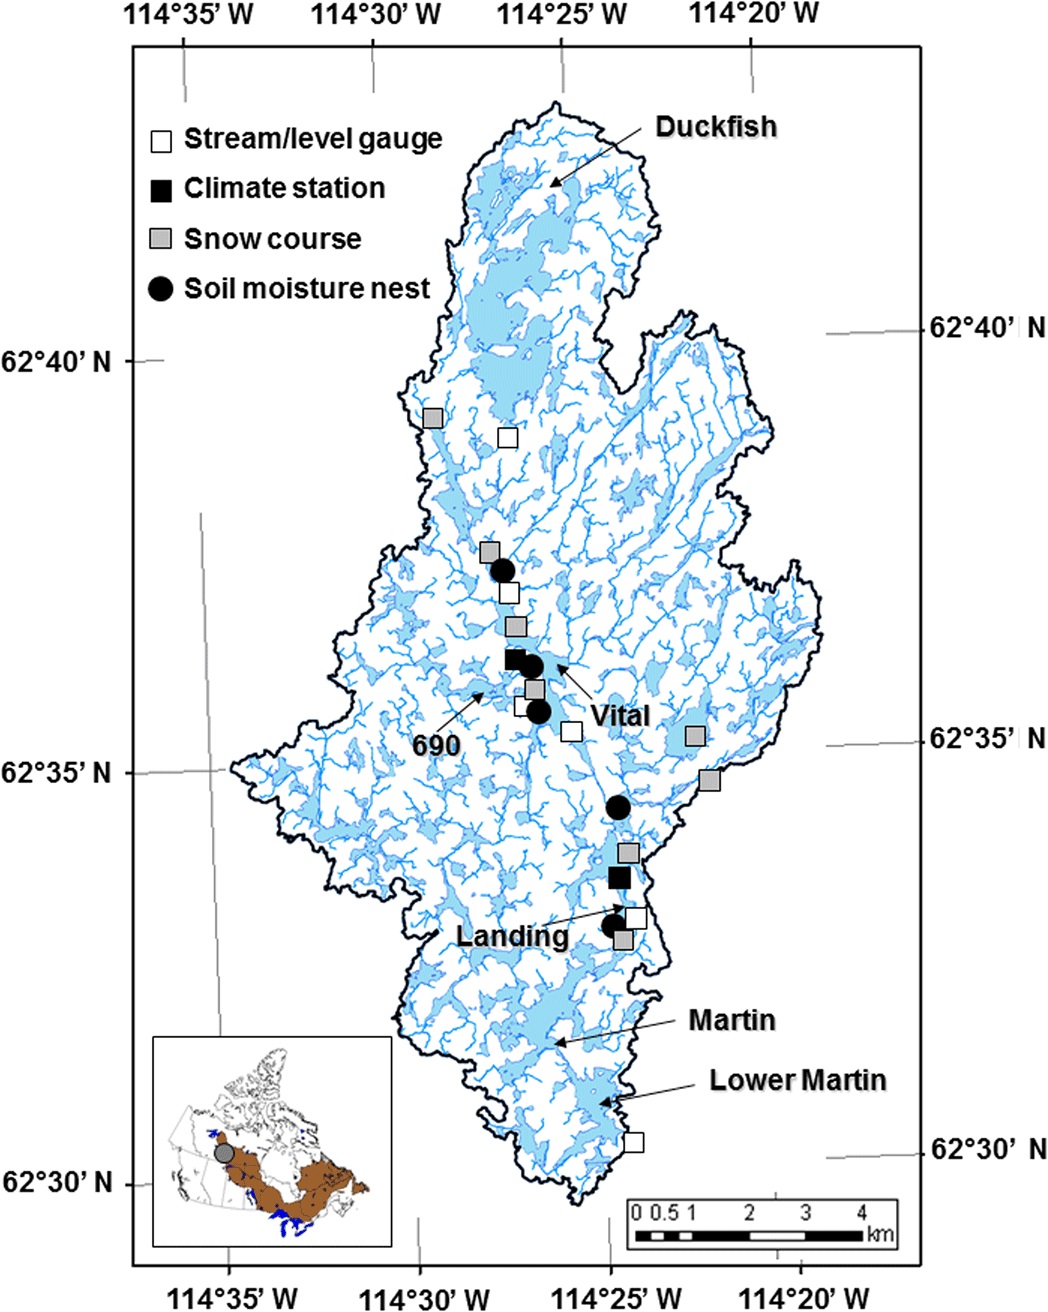 114°35' W 114°30' W 114°25' W 114°20' W
Stream/level gauge
Climate station
Snow course
Soil moisture nest
Duckfish
62°40' N
62°40' N
Vital
690
62°35' N
62°35' N
Landing
Martin
Lower Martin
62°30' N
62°30' N
0 0.5 1 2 3 4
km
114°35' W 114°30' W 114°25' W 114°20' W